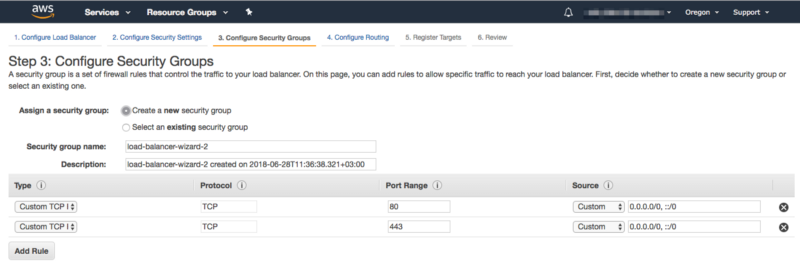 aws Services Resource Groups Oregon Support
1. Configure Load Balancer 2. Configure Security Settings 3. Configure Security Groups 4. Configure Routing 5. Register Targets 6. Review
Step 3: Configure Security Groups
A security group is a set of firewall rules that control the traffic to your load balancer. On this page, you can add rules to allow specific traffic to reach your load balancer. First, decide whether to create a new security group or
select an existing one.
Assign a security group: Create a new security group
Select an existing security group
Security group name: load-balancer-wizard-2
Description: load-balancer-wizard-2 created on 2018-06-28T11:36:38.321+03:00
Type Protocol Port Range Source
Custom TCP TCP 80 Custom 0.0.0.0/0, ::/0
Custom TCP TCP 443 Custom 0.0.0.0/0, ::/0
Add Rule